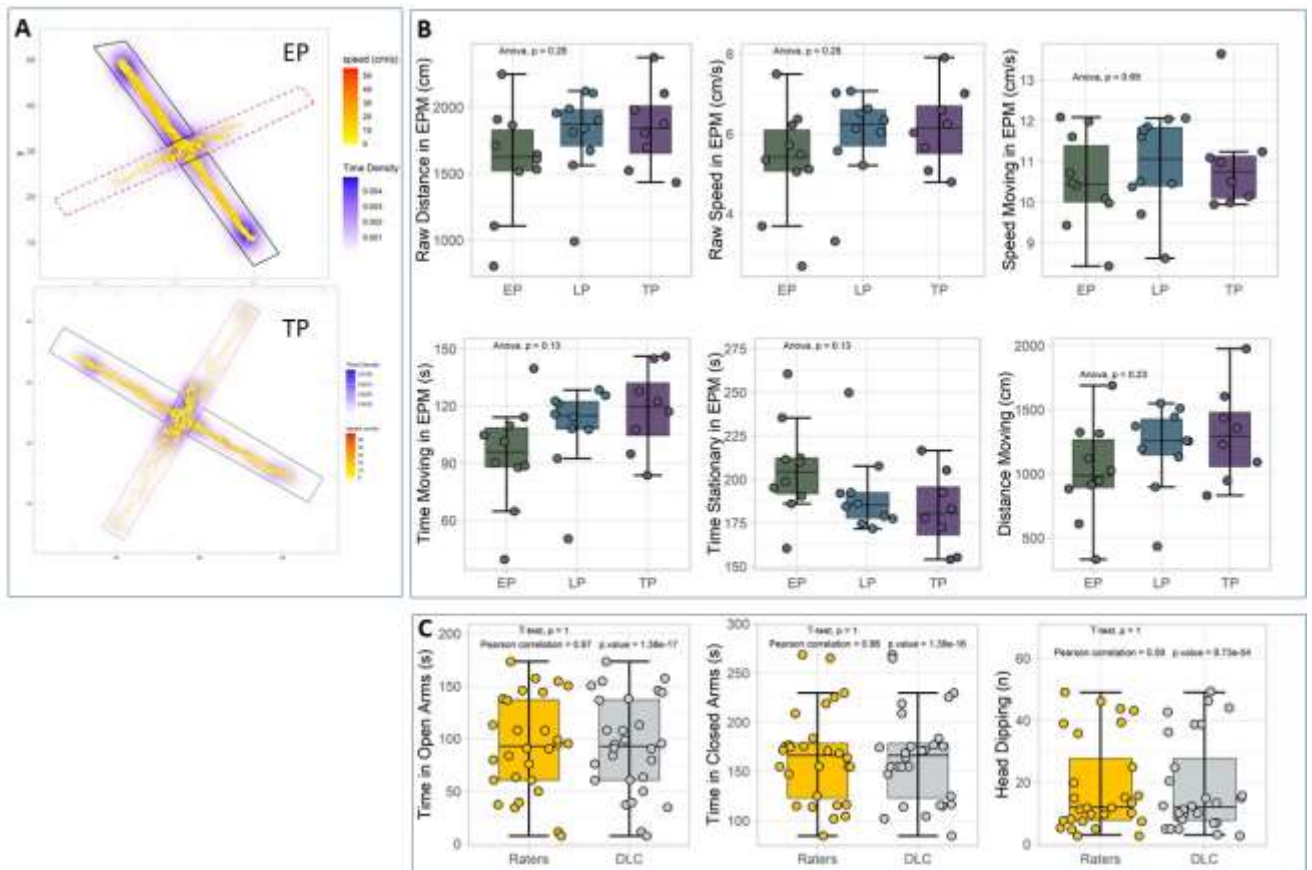 A
EP
speed (cm/s)
50
40
30
20
10
0
Time Density
0.004
0.003
0.002
0.001
TP
B
Anova, p = 0.28
Raw Distance in EPM (cm)
2000
1000
EP LP TP
Anova, p = 0.28
Raw Speed in EPM (cm/s)
8
6
4
EP LP TP
Anova, p = 0.69
Speed Moving in EPM (cm/s)
13
12
11
10
9
EP LP TP
Anova, p = 0.13
Time Moving in EPM (s)
150
120
90
60
EP LP TP
Anova, p = 0.13
Time Stationary in EPM (s)
275
250
225
200
175
150
EP LP TP
Anova, p = 0.23
Distance Moving (cm)
2000
1500
1000
500
EP LP TP
C
T-test, p = 1
Pearson correlation = 0.97 p value = 1.38e-17
Time in Open Arms (s)
200
150
100
50
0
Raters DLC
T-test, p = 1
Pearson correlation = p value =
Time in Closed Arms (s)
300
250
200
150
100
Raters DLC
T-test, p = 1
Pearson correlation = p value =
Head Dipping (n)
60
40
20
0
Raters DLC